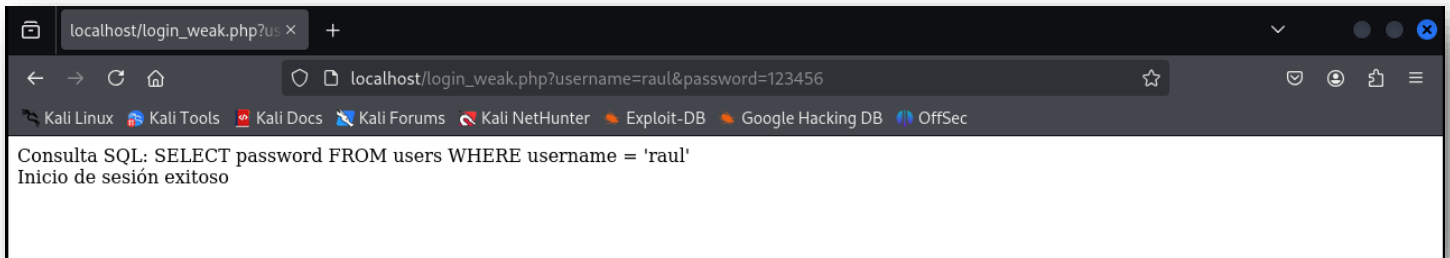 localhost/login_weak.php?us
localhost/login_weak.php?username=raul&password=123456
Kali Linux Kali Tools Kali Docs Kali Forums Kali NetHunter Exploit-DB Google Hacking DB OffSec
Consulta SQL: SELECT password FROM users WHERE username = 'raul'
Inicio de sesión exitoso